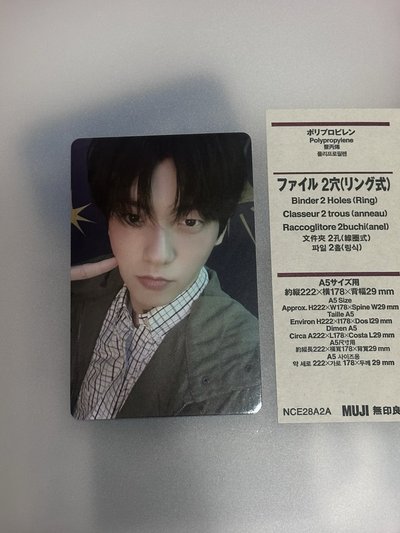 ポリプロピレン
Polypropylene
聚丙烯
폴리프로필렌
ファイル 2穴(リング式)
Binder 2 Holes (Ring)
Classeur 2 trous (anneau)
Raccoglitore 2buchi(anel)
文件夾 2孔(線圈式)
파일 2홀(링식)
A5サイズ用
約縦222×横178×背幅29 mm
A5 Size
Approx. H222×W178×Spine W29 mm
Taille A5
Environ H222×l178×Dos l29 mm
Dimen A5
Circa A222×L178×Costa L29 mm
A5尺寸用
約縱長222×橫寬178×背寬29 mm
A5 사이즈용
약 세로 222×가로 178×두께 29 mm
NCE28A2A MUJI 無印良